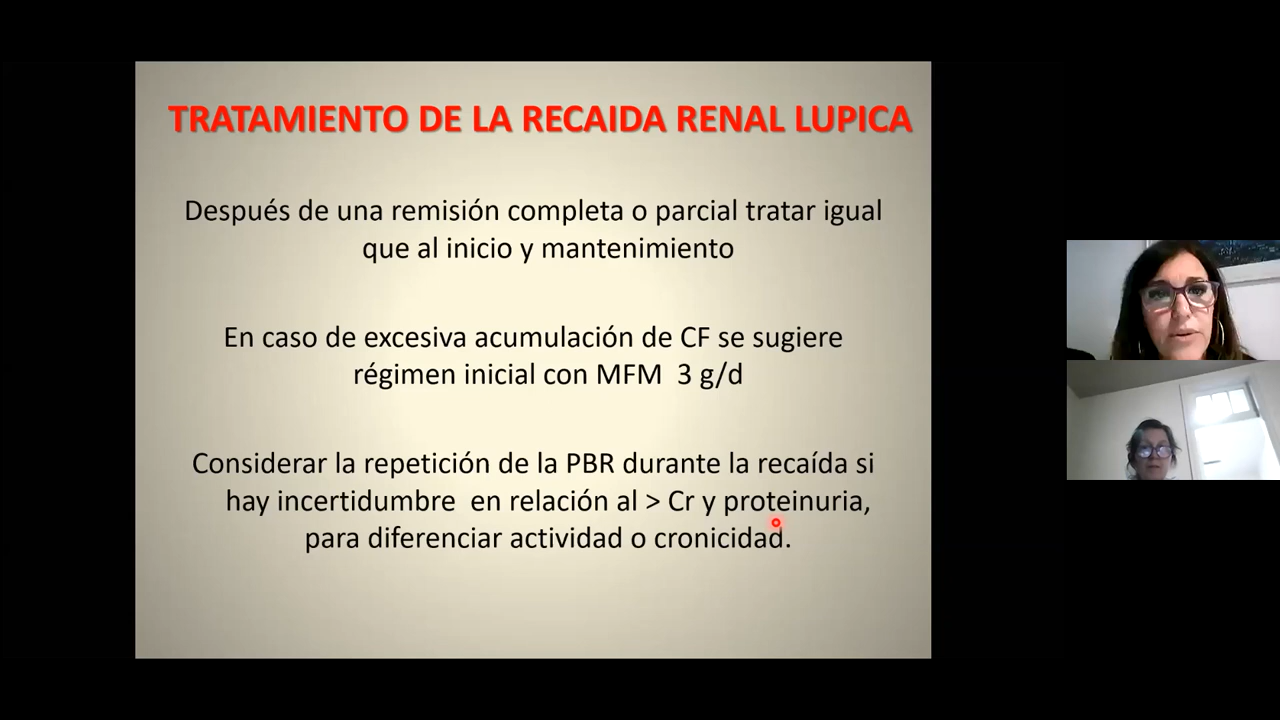 TRATAMIENTO DE LA RECAIDA RENAL LUPICA
Después de una remisión completa o parcial tratar igual
que al inicio y mantenimiento
En caso de excesiva acumulación de CF se sugiere
régimen inicial con MFM 3 g/d
Considerar la repetición de la PBR durante la recaída si
hay incertidumbre en relación al > Cr y proteinuria,
para diferenciar actividad o cronicidad.